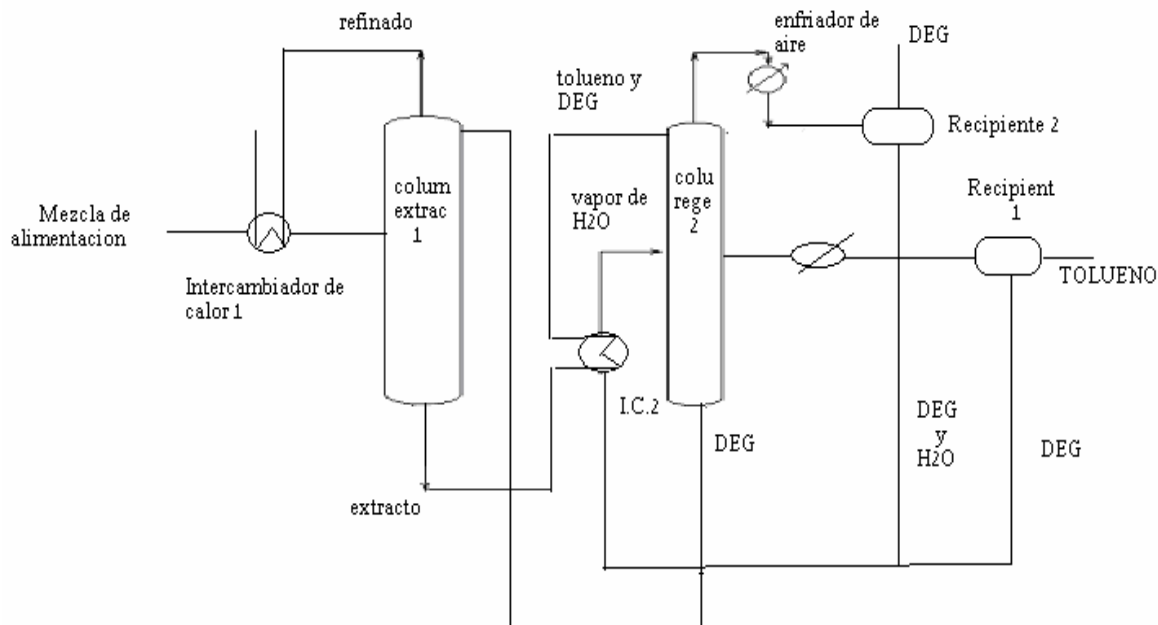 refinado
enfriador de
aire
DEG
tolueno y
DEG
Recipiente 2
colum
extrac
1
vapor de
H2O
colu
rege
2
Recipient
1
Mezcla de
alimentacion
TOLUENO
Intercambiador de
calor 1
I.C.2
DEG
DEG
y
H2O
DEG
extracto